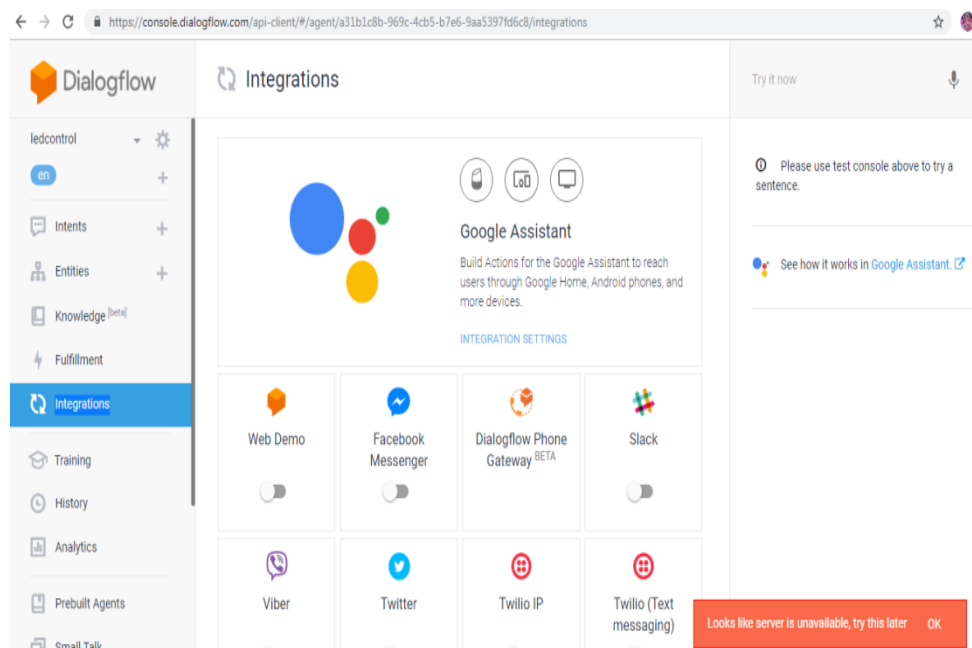 https://console.dialogflow.com/api-client/#/agent/a31b1c8b-969c-4cb5-b7e6-9aa5397fd6c8/integrations
Dialogflow
ledcontrol
en
Intents
Entities
Knowledge [beta]
Fulfillment
Integrations
Training
History
Analytics
Prebuilt Agents
Small Talk
Integrations
Google Assistant
Build Actions for the Google Assistant to reach
users through Google Home, Android phones, and
more devices.
INTEGRATION SETTINGS
Web Demo
Facebook
Messenger
Dialogflow Phone
Gateway BETA
Slack
Viber
Twitter
Twilio IP
Twilio (Text
messaging)
Try it now
Please use test console above to try a
sentence.
See how it works in Google Assistant.
Looks like server is unavailable, try this later OK